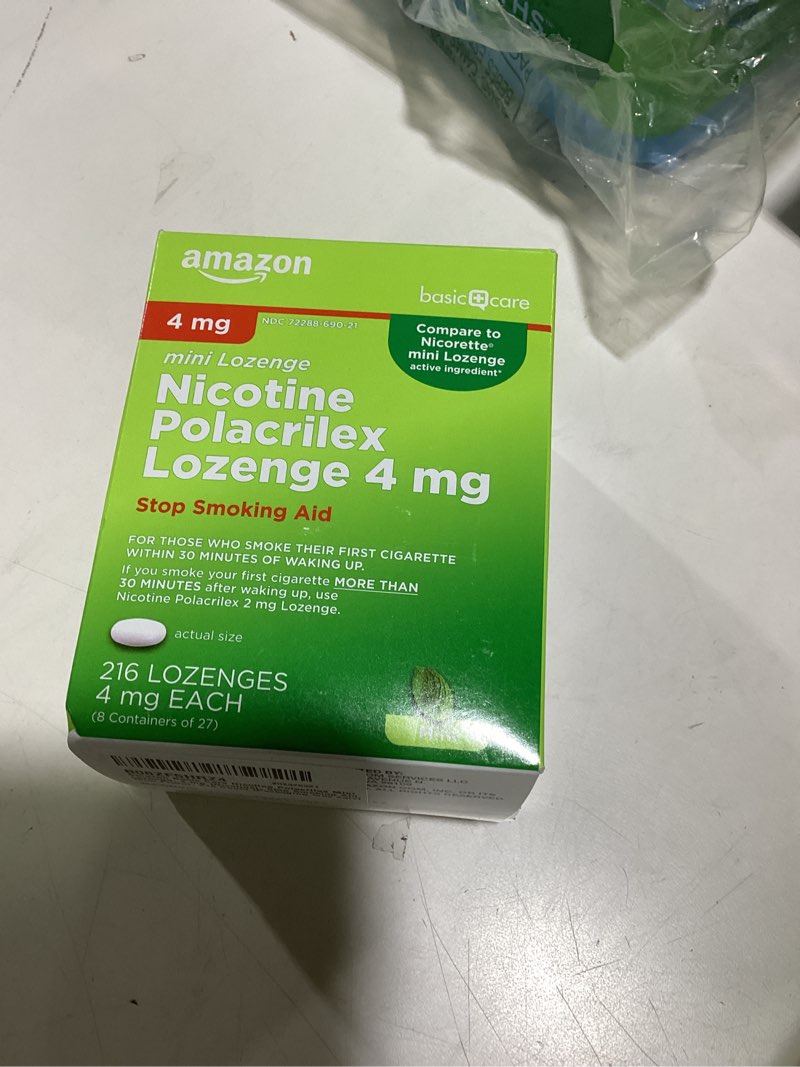 amazon
basic care
4 mg
NDC 72288-690-21
Compare to
Nicorette®
mini Lozenge
active ingredient*
mini Lozenge
Nicotine
Polacrilex
Lozenge 4 mg
Stop Smoking Aid
FOR THOSE WHO SMOKE THEIR FIRST CIGARETTE
WITHIN 30 MINUTES OF WAKING UP.
If you smoke your first cigarette MORE THAN
30 MINUTES after waking up, use
Nicotine Polacrilex 2 mg Lozenge.
actual size
216 LOZENGES
4 mg EACH
(8 Containers of 27)
SERVICES LLC